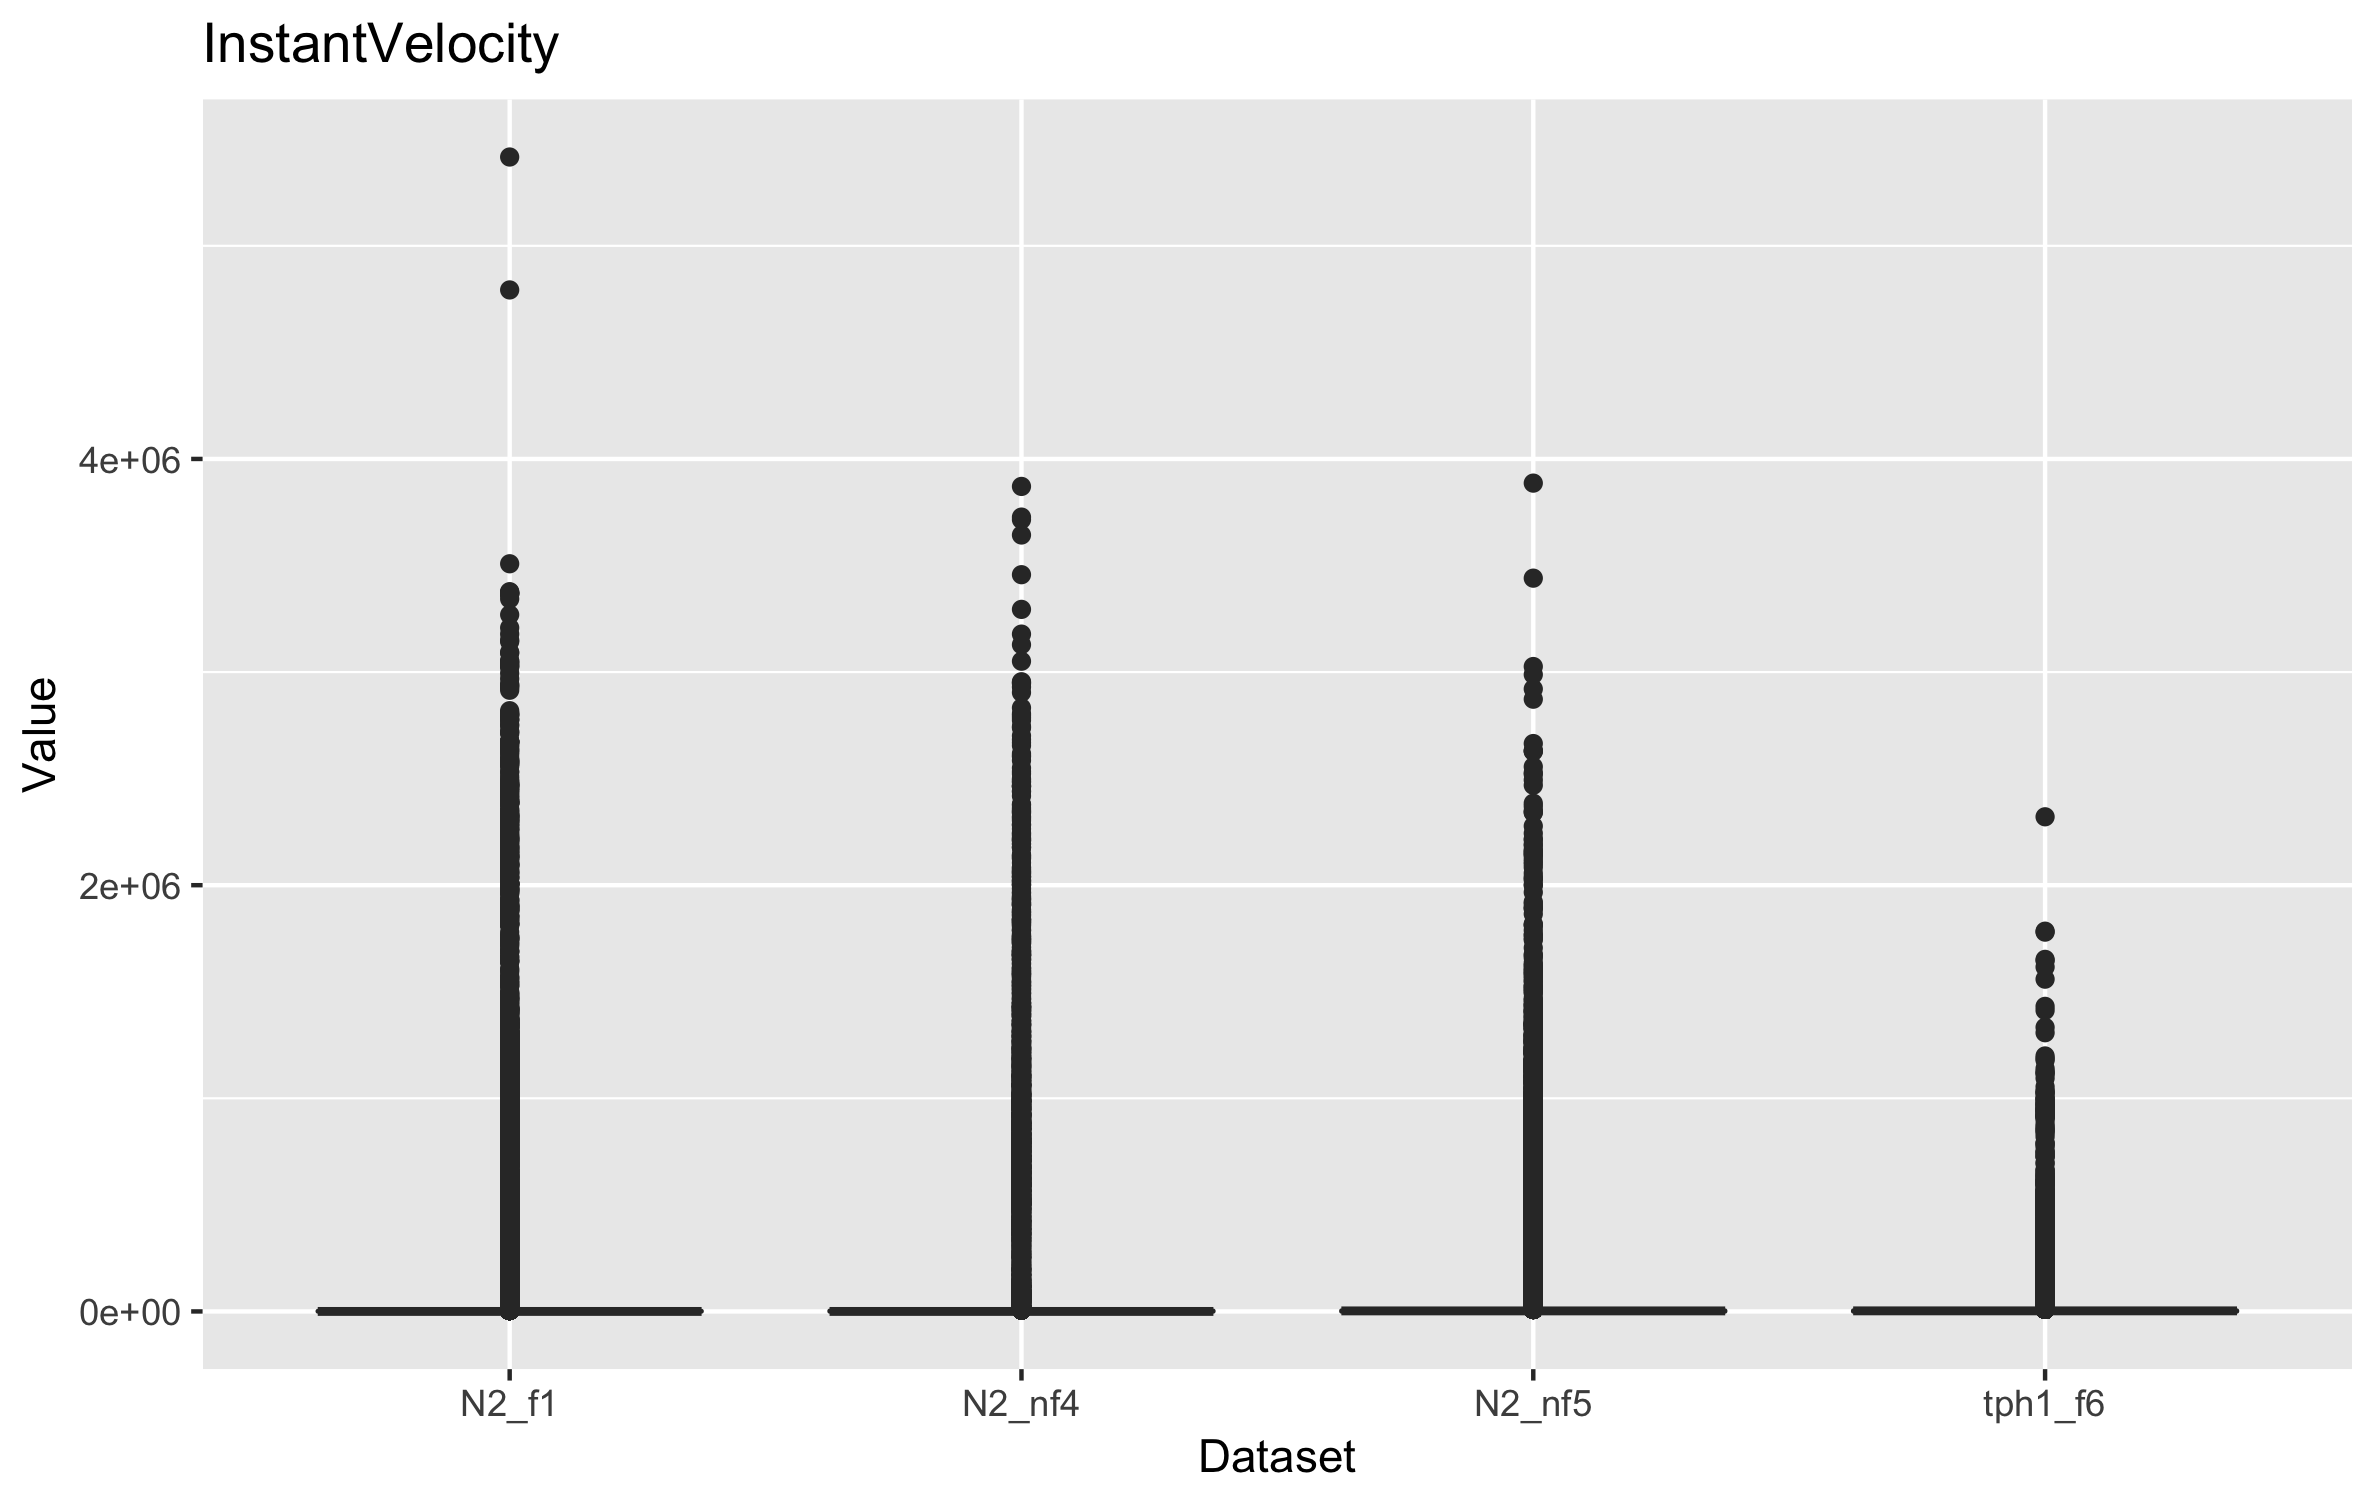 InstantVelocity
Value
4e+06
2e+06
0e+00
N2_f1 N2_nf4 N2_nf5 tph1_f6
Dataset